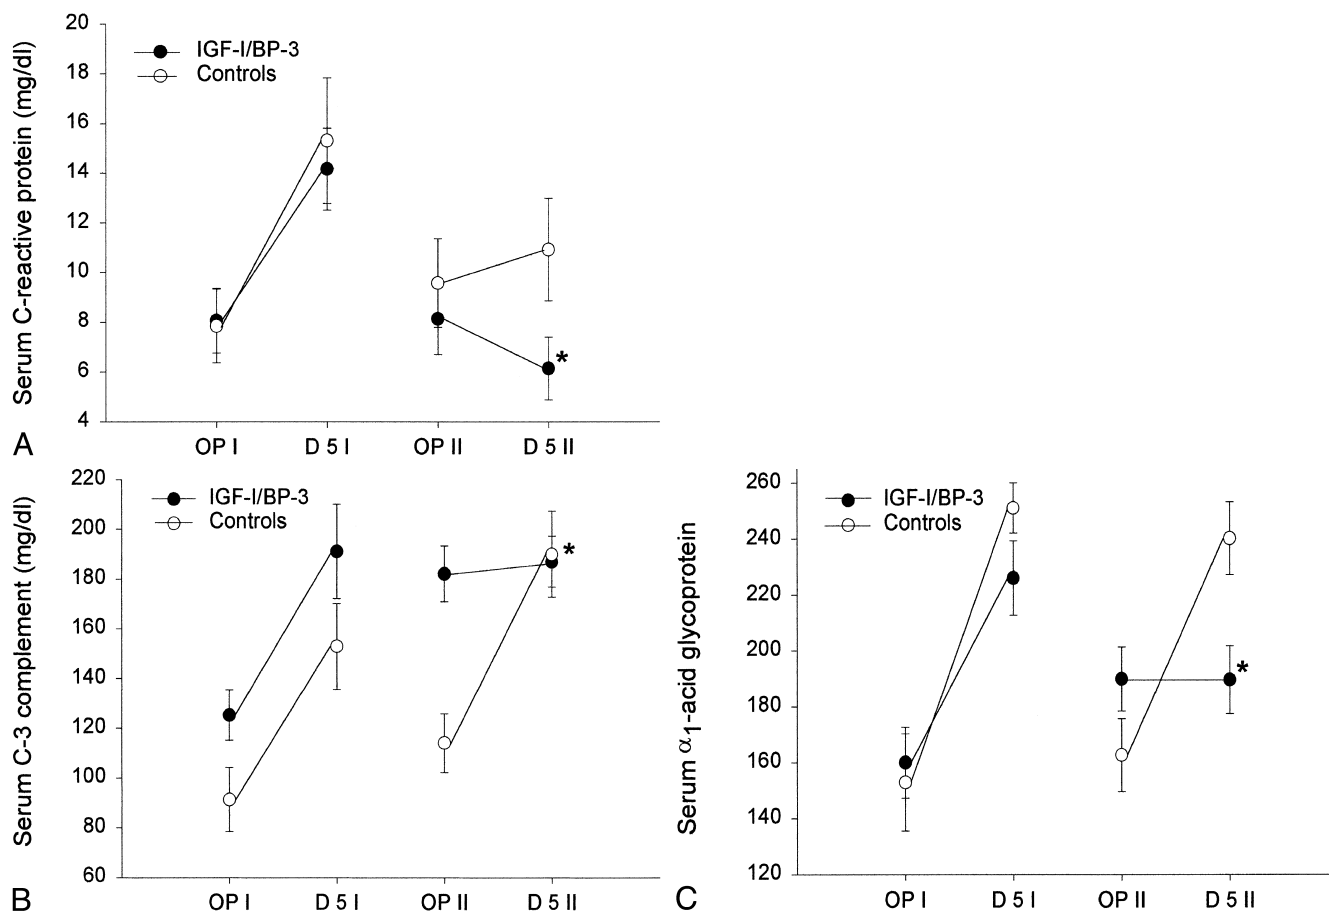 Serum C-reactive protein (mg/dl)
20
18
16
14
12
10
8
6
4
IGF-I/BP-3
Controls
*
OP I D 5 I OP II D 5 II
A
Serum C-3 complement (mg/dl)
220
200
180
160
140
120
100
80
60
IGF-I/BP-3
Controls
*
OP I D 5 I OP II D 5 II
B
Serum α1-acid glycoprotein
260
240
220
200
180
160
140
120
IGF-I/BP-3
Controls
*
OP I D 5 I OP II D 5 II
C